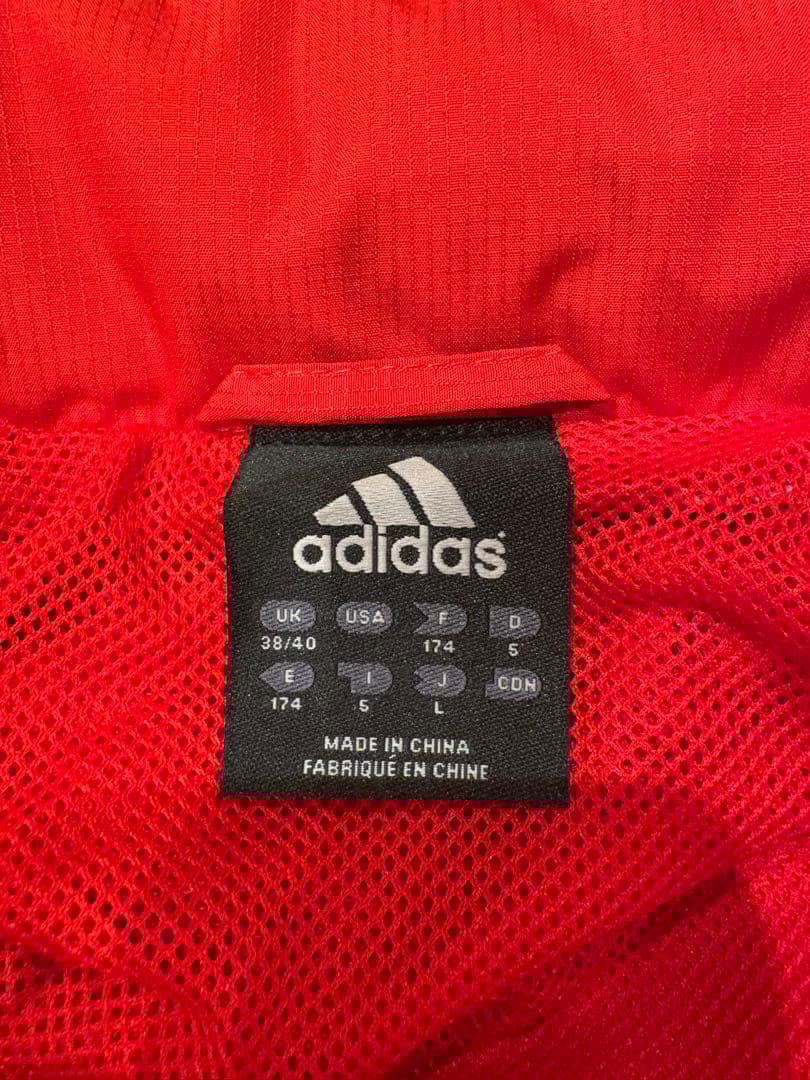 adidas
UK USA F D
38/40 174 5
E I J CDN
174 5 L
MADE IN CHINA
FABRIQUÉ EN CHINE